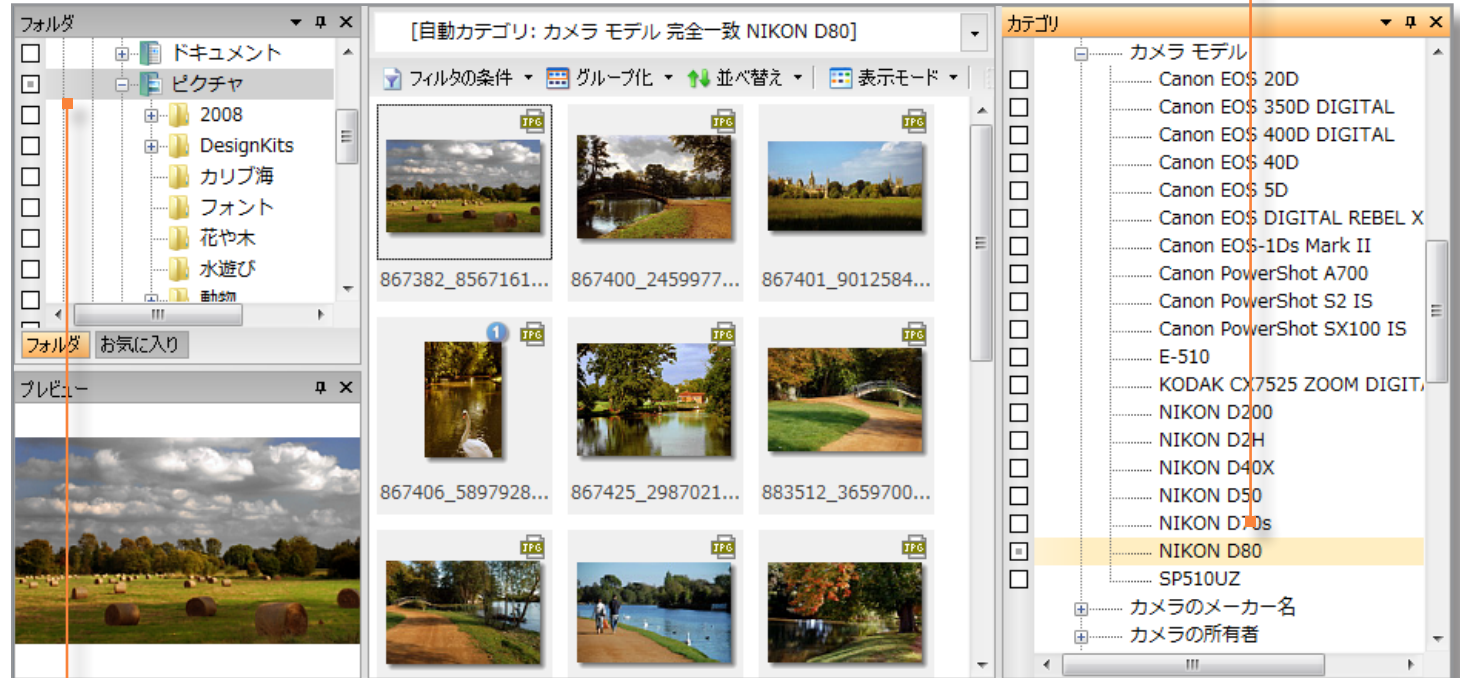 フォルダ
ドキュメント
ピクチャ
2008
DesignKits
カリブ海
フォント
花や木
水遊び
動物
フォルダ お気に入り
プレビュー
[自動カテゴリ: カメラ モデル 完全一致 NIKON D80]
フィルタの条件 グループ化 並べ替え 表示モード
JPG JPG JPG
867382_8567161... 867400_2459977... 867401_9012584...
1 JPG JPG JPG
867406_5897928... 867425_2987021... 883512_3659700...
JPG JPG JPG
カテゴリ
カメラ モデル
Canon EOS 20D
Canon EOS 350D DIGITAL
Canon EOS 400D DIGITAL
Canon EOS 40D
Canon EOS 5D
Canon EOS DIGITAL REBEL X
Canon EOS-1Ds Mark II
Canon PowerShot A700
Canon PowerShot S2 IS
Canon PowerShot SX100 IS
E-510
KODAK CX7525 ZOOM DIGIT
NIKON D200
NIKON D2H
NIKON D40X
NIKON D50
NIKON D70s
NIKON D80
SP510UZ
カメラのメーカー名
カメラの所有者